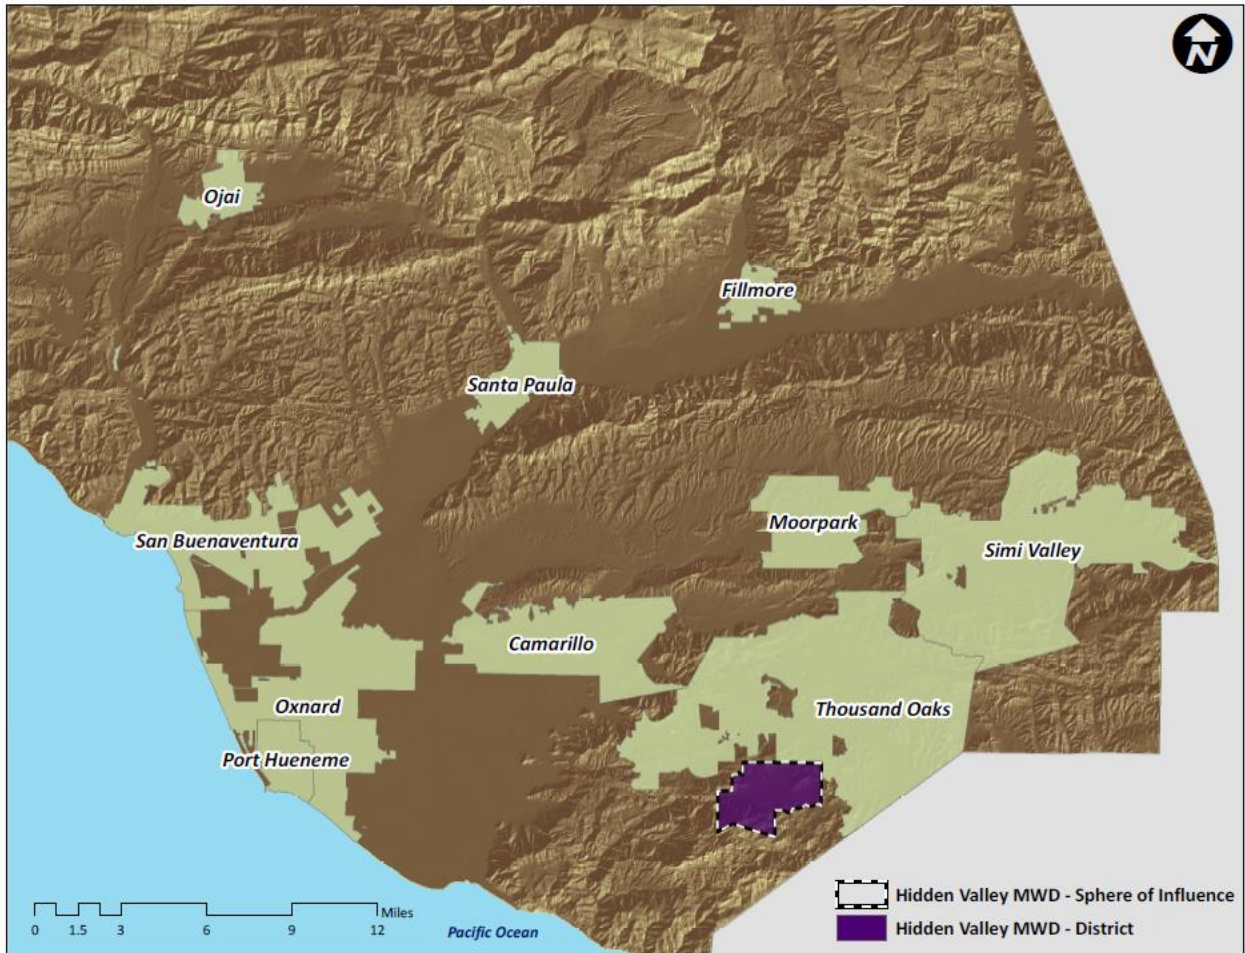 N
Ojai
Fillmore
Santa Paula
Moorpark
San Buenaventura
Simi Valley
Camarillo
Oxnard
Thousand Oaks
Port Hueneme
Hidden Valley MWD - Sphere of Influence
Hidden Valley MWD - District
Miles
0 1.5 3 6 9 12
Pacific Ocean